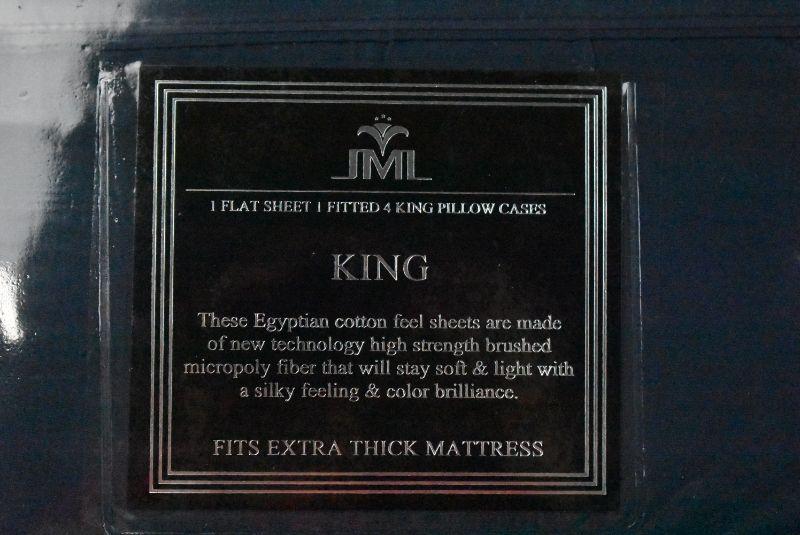 JML
1 FLAT SHEET 1 FITTED 4 KING PILLOW CASES
KING
These Egyptian cotton feel sheets are made
of new technology high strength brushed
micropoly fiber that will stay soft & light with
a silky feeling & color brilliance.
FITS EXTRA THICK MATTRESS